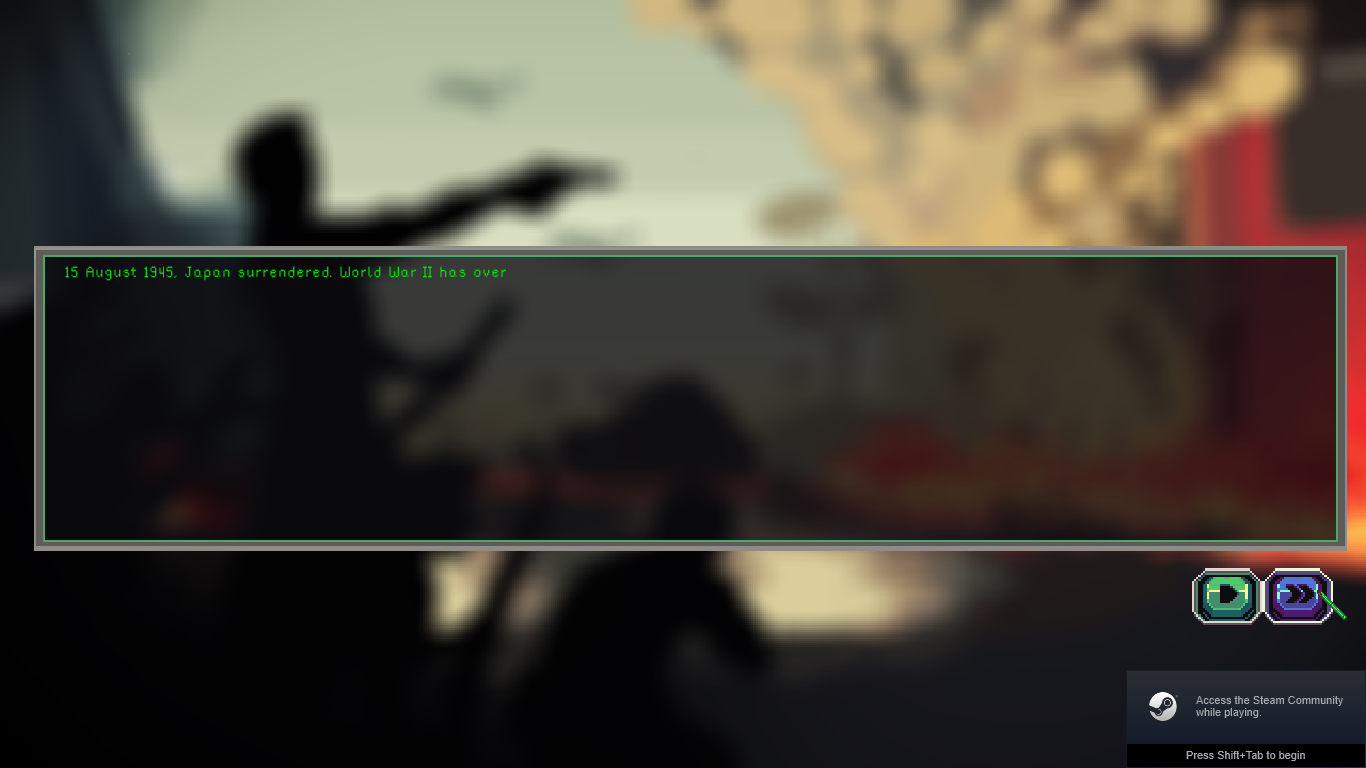 15 August 1945, Japan surrendered. World War II has over
Access the Steam Community
while playing.
Press Shift+Tab to begin